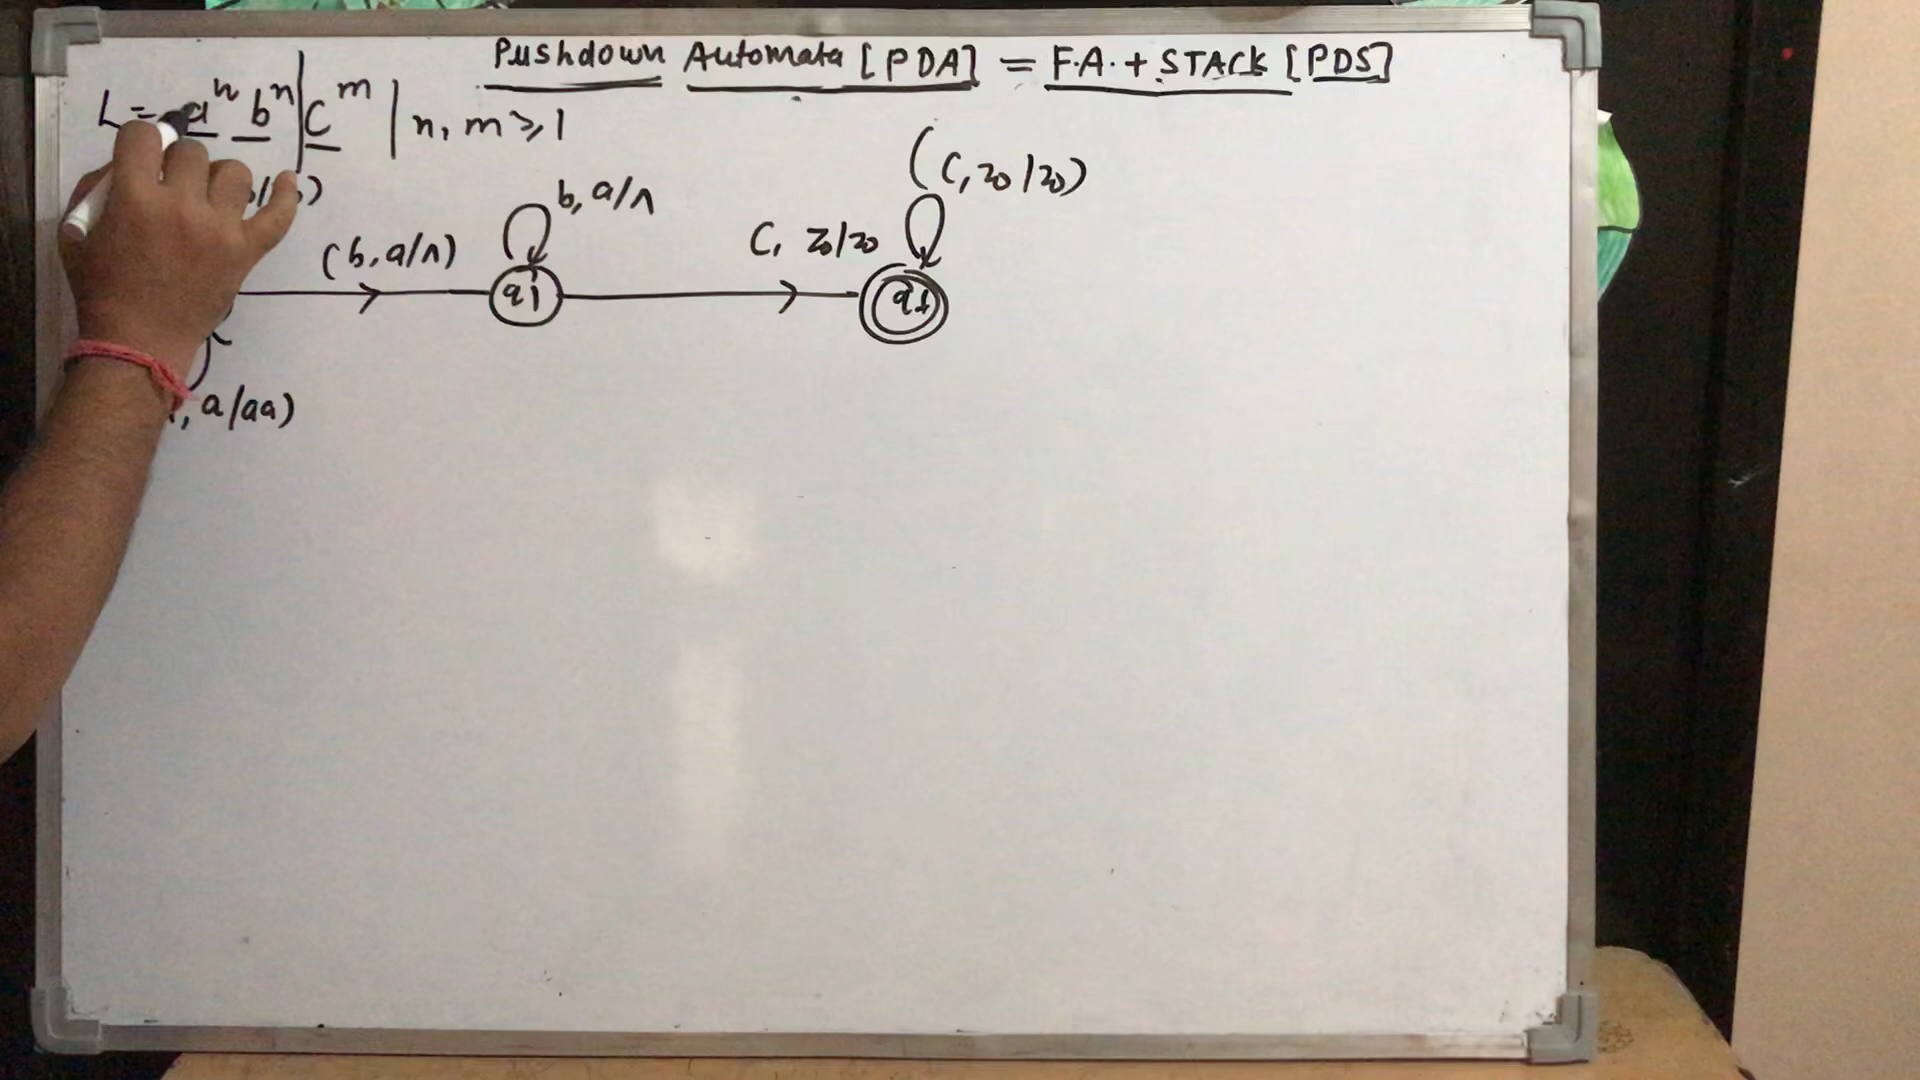 Pushdown Automata [PDA] = F.A. + STACK [PDS]
L = a^n b^n | c^m | n, m ≥ 1
(C, z0/z0)
b, a/Λ
(b, a/Λ)
C, z0/z0
q1
qf
, a/aa)